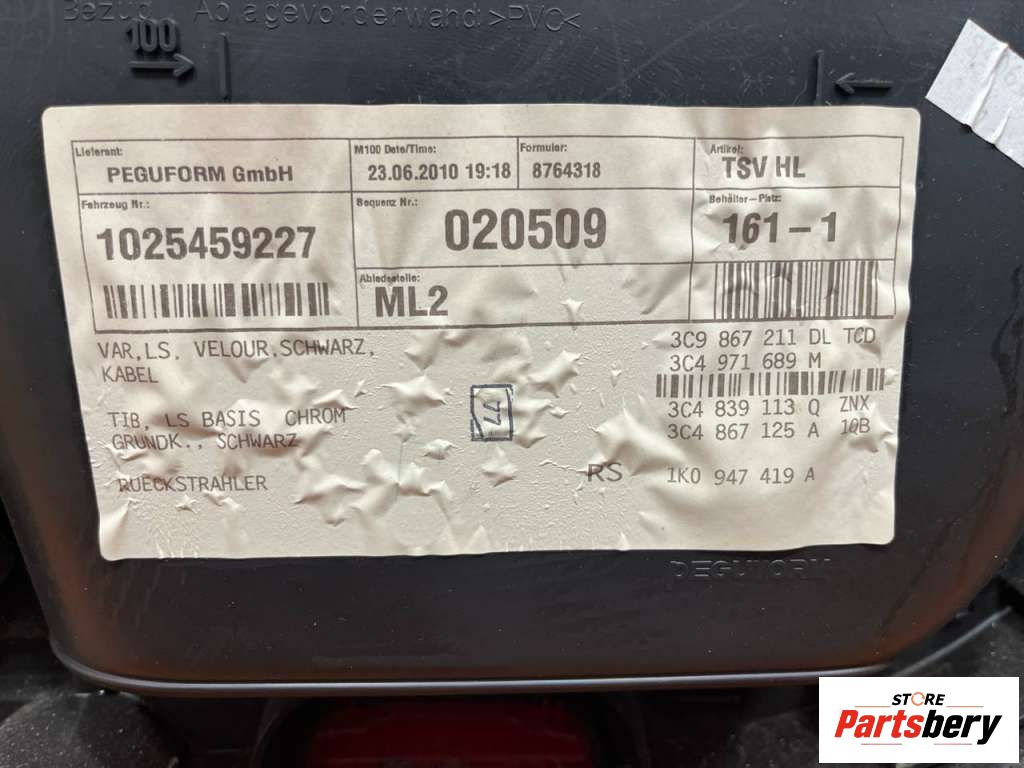 Bezug Ablagevorderwand >PVC<
100
Lieferant:
PEGUFORM GmbH
M100 Date/Time:
23.06.2010 19:18
Formuler:
8764318
Artikel:
TSV HL
Fahrzeug Nr.:
1025459227
Sequenz Nr.:
020509
Behälter-Platz:
161-1
Abladestelle:
ML2
VAR,LS, VELOUR,SCHWARZ,
KABEL
TIB, LS BASIS CHROM
GRUNDK., SCHWARZ
RUECKSTRAHLER
3C9 867 211 DL TCD
3C4 971 689 M
3C4 839 113 Q ZNX
3C4 867 125 A 1QB
RS 1K0 947 419 A
PEGUFORM
STORE
Partsbery